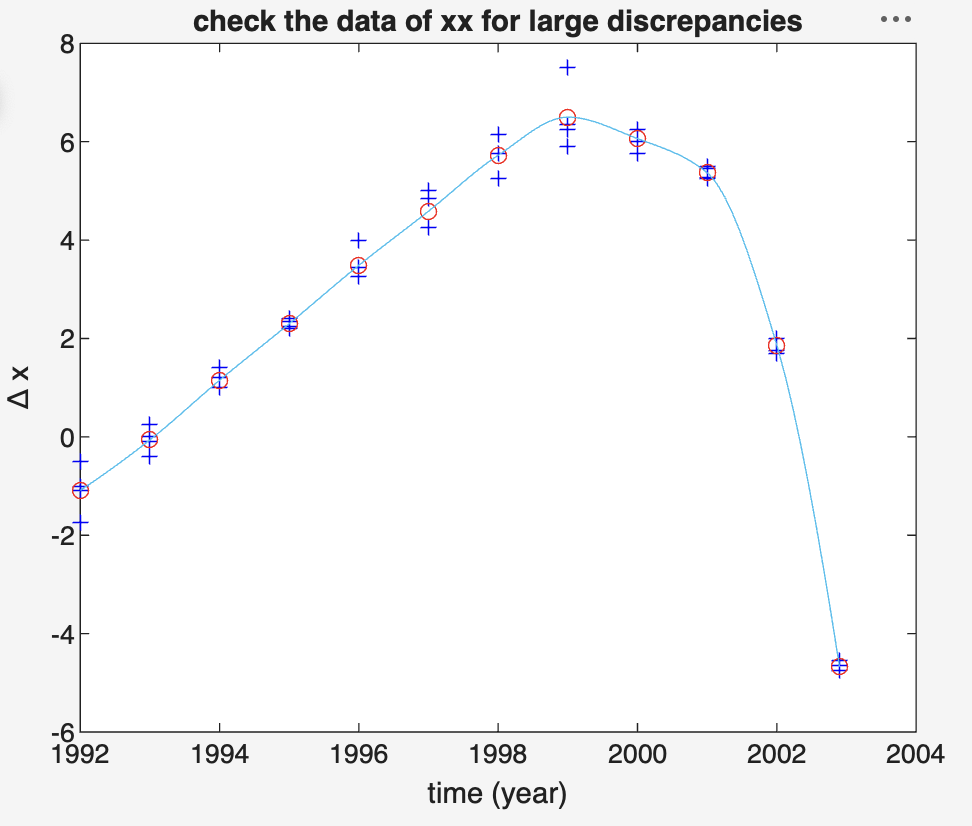 check the data of xx for large discrepancies
8
6
4
2
0
-2
-4
-6
Δ x
1992 1994 1996 1998 2000 2002 2004
time (year)